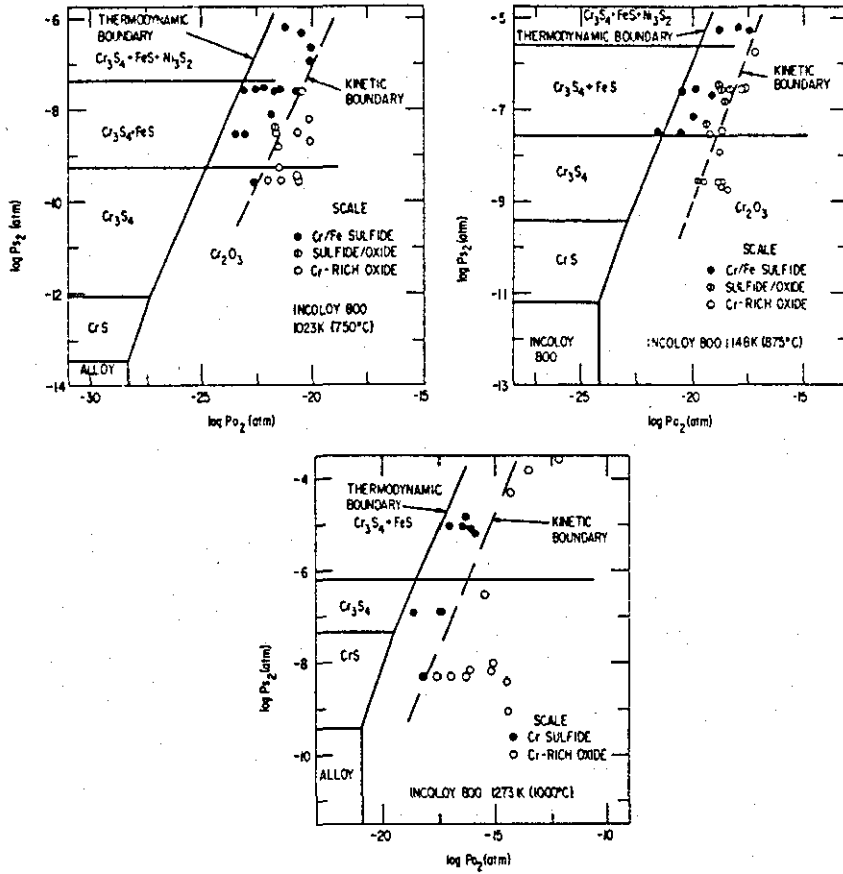 THERMODYNAMIC
BOUNDARY
Cr₃S₄+FeS+Ni₃S₂
KINETIC
BOUNDARY
Cr₃S₄+FeS
Cr₃S₄
CrS
ALLOY
Cr₂O₃
SCALE
Cr/Fe SULFIDE
SULFIDE/OXIDE
Cr-RICH OXIDE
INCOLOY 800
1023K (750°C)
log Ps₂ (atm)
-6
-8
-10
-12
-14
-30
-25
-20
-15
log Po₂ (atm)
Cr₃S₄+FeS+Ni₃S₂
THERMODYNAMIC
BOUNDARY
Cr₃S₄+FeS
KINETIC
BOUNDARY
Cr₃S₄
CrS
INCOLOY
800
Cr₂O₃
SCALE
Cr/Fe SULFIDE
SULFIDE/OXIDE
Cr-RICH OXIDE
INCOLOY 800 1148K (875°C)
log Ps₂ (atm)
-5
-7
-9
-11
-13
-25
-20
-15
log Po₂ (atm)
THERMODYNAMIC
BOUNDARY
Cr₃S₄+FeS
KINETIC
BOUNDARY
Cr₃S₄
CrS
ALLOY
SCALE
Cr SULFIDE
Cr-RICH OXIDE
INCOLOY 800 1273K (1000°C)
log Ps₂ (atm)
-4
-6
-8
-10
-20
-15
-10
log Po₂ (atm)